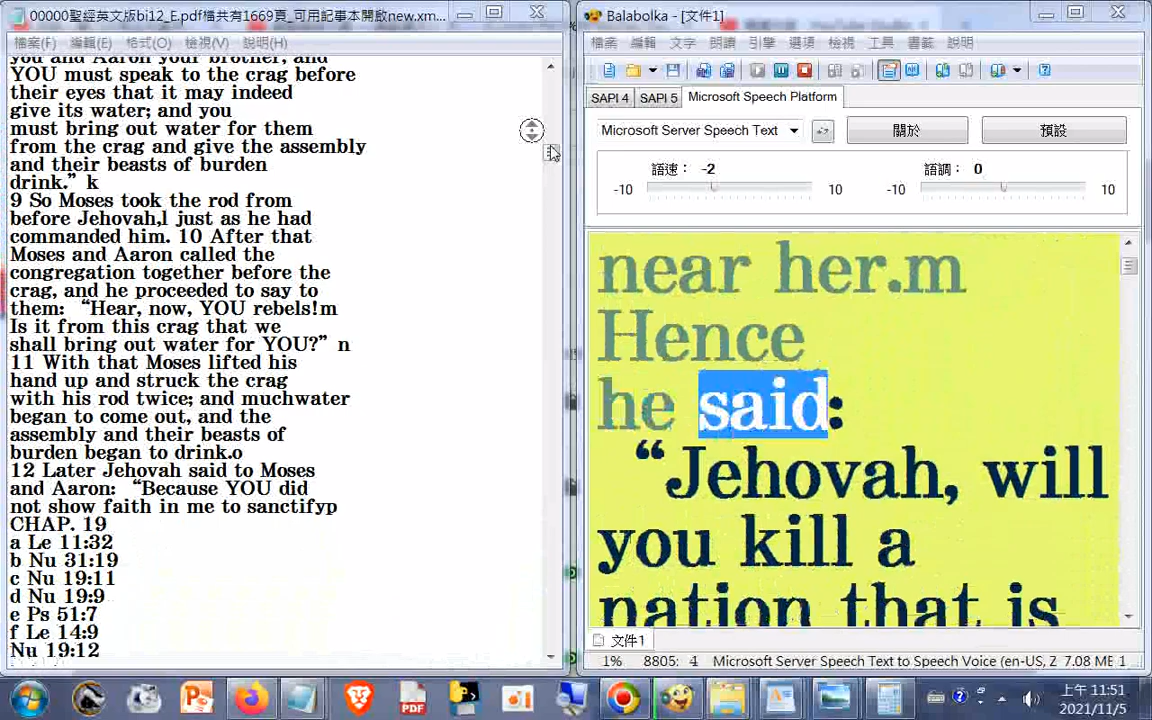 00000聖經英文版bi12_E.pdf檔共有1669頁_可用記事本開啟new.xm...
檔案(F) 編輯(E) 格式(O) 檢視(V) 說明(H)
you and Aaron your brother, and
YOU must speak to the crag before
their eyes that it may indeed
give its water; and you
must bring out water for them
from the crag and give the assembly
and their beasts of burden
drink.” k
9 So Moses took the rod from
before Jehovah,l just as he had
commanded him. 10 After that
Moses and Aaron called the
congregation together before the
crag, and he proceeded to say to
them: “Hear, now, YOU rebels!m
Is it from this crag that we
shall bring out water for YOU?” n
11 With that Moses lifted his
hand up and struck the crag
with his rod twice; and muchwater
began to come out, and the
assembly and their beasts of
burden began to drink.o
12 Later Jehovah said to Moses
and Aaron: “Because YOU did
not show faith in me to sanctifyp
CHAP. 19
a Le 11:32
b Nu 31:19
c Nu 19:11
d Nu 19:9
e Ps 51:7
f Le 14:9
Nu 19:12
Balabolka - [文件1]
檔案 編輯 文字 朗讀 引擎 選項 檢視 工具 書籤 說明
SAPI 4 SAPI 5 Microsoft Speech Platform
Microsoft Server Speech Text 關於 預設
語速： -2 語調： 0
-10 10 -10 10
near her.m
Hence
he said:
“Jehovah, will
you kill a
nation that is
文件1
1% 8805: 4 Microsoft Server Speech Text to Speech Voice (en-US, Z 7.08 ME 1
PDF
上午 11:51
2021/11/5